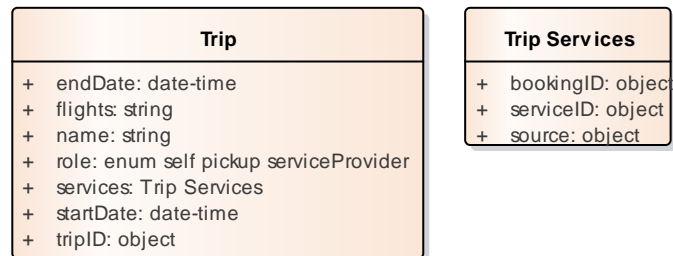 Trip
+ endDate: date-time
+ flights: string
+ name: string
+ role: enum self pickup serviceProvider
+ services: Trip Services
+ startDate: date-time
+ tripID: object
Trip Services
+ bookingID: object
+ serviceID: object
+ source: object